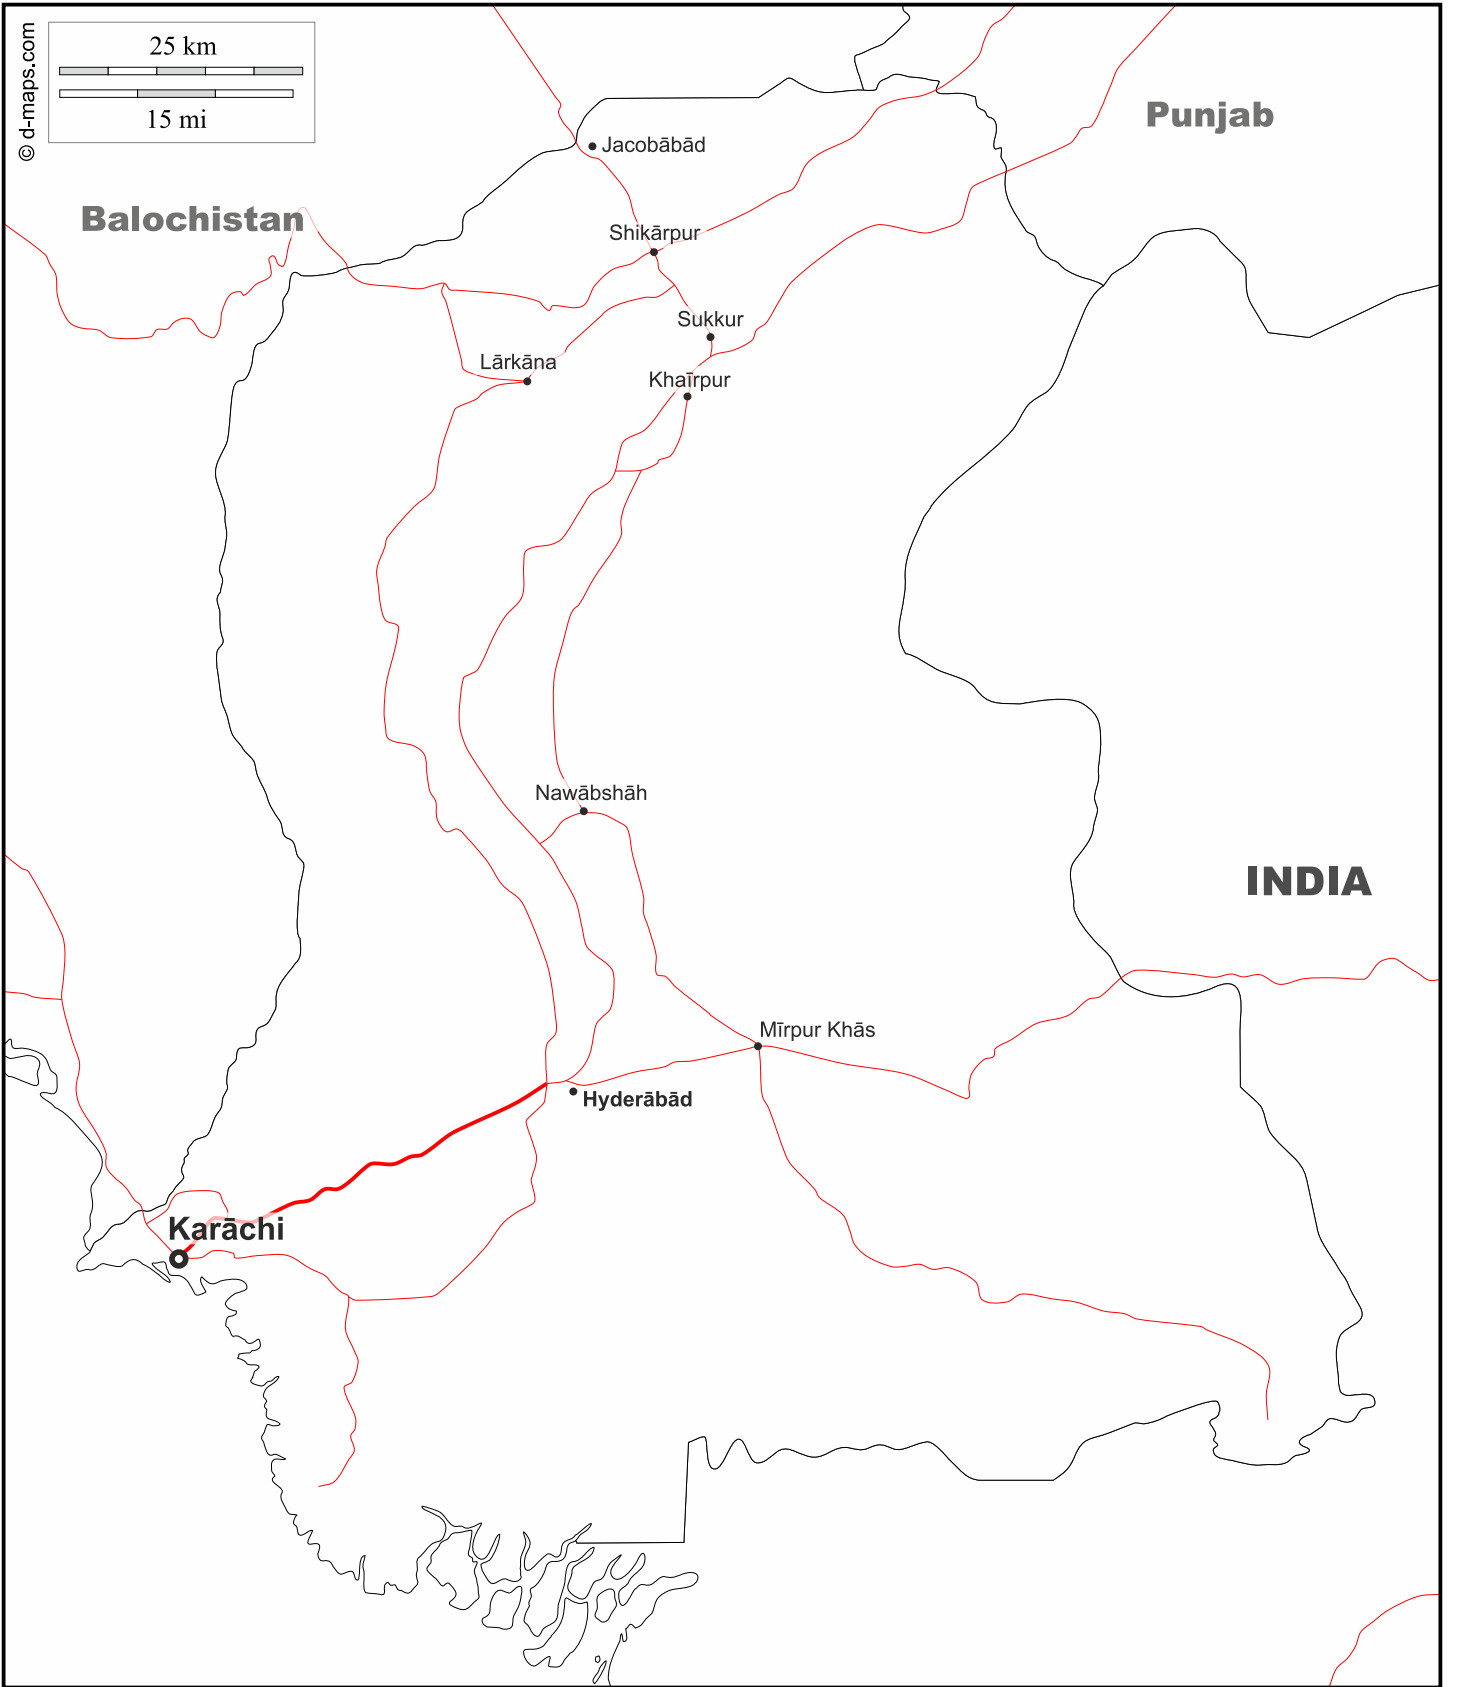 25 km
15 mi
© d-maps.com
Punjab
Jacobābād
Balochistan
Shikārpur
Sukkur
Lārkāna
Khaīrpur
Nawābshāh
INDIA
Mīrpur Khās
Hyderābād
Karāchi